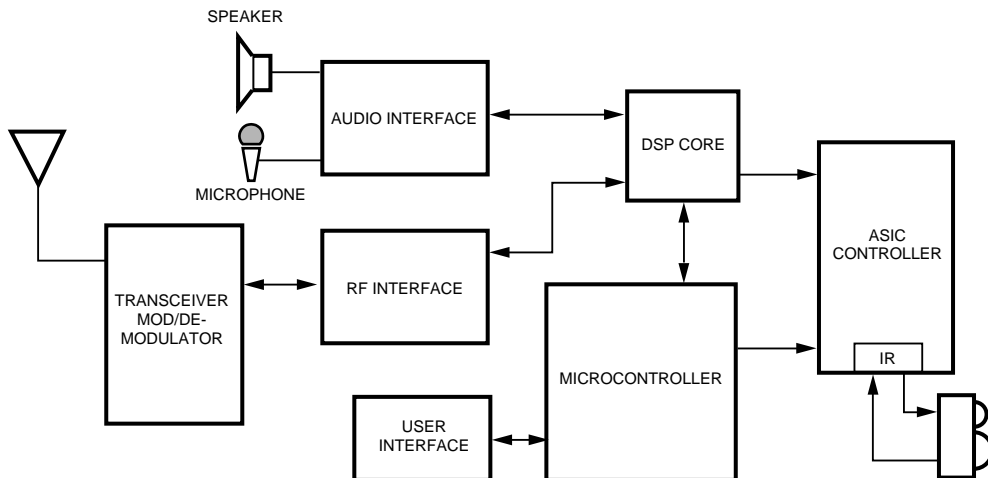 SPEAKER
AUDIO INTERFACE
MICROPHONE
DSP CORE
ASIC
CONTROLLER
TRANSCEIVER
MOD/DE-
MODULATOR
RF INTERFACE
MICROCONTROLLER
IR
USER
INTERFACE